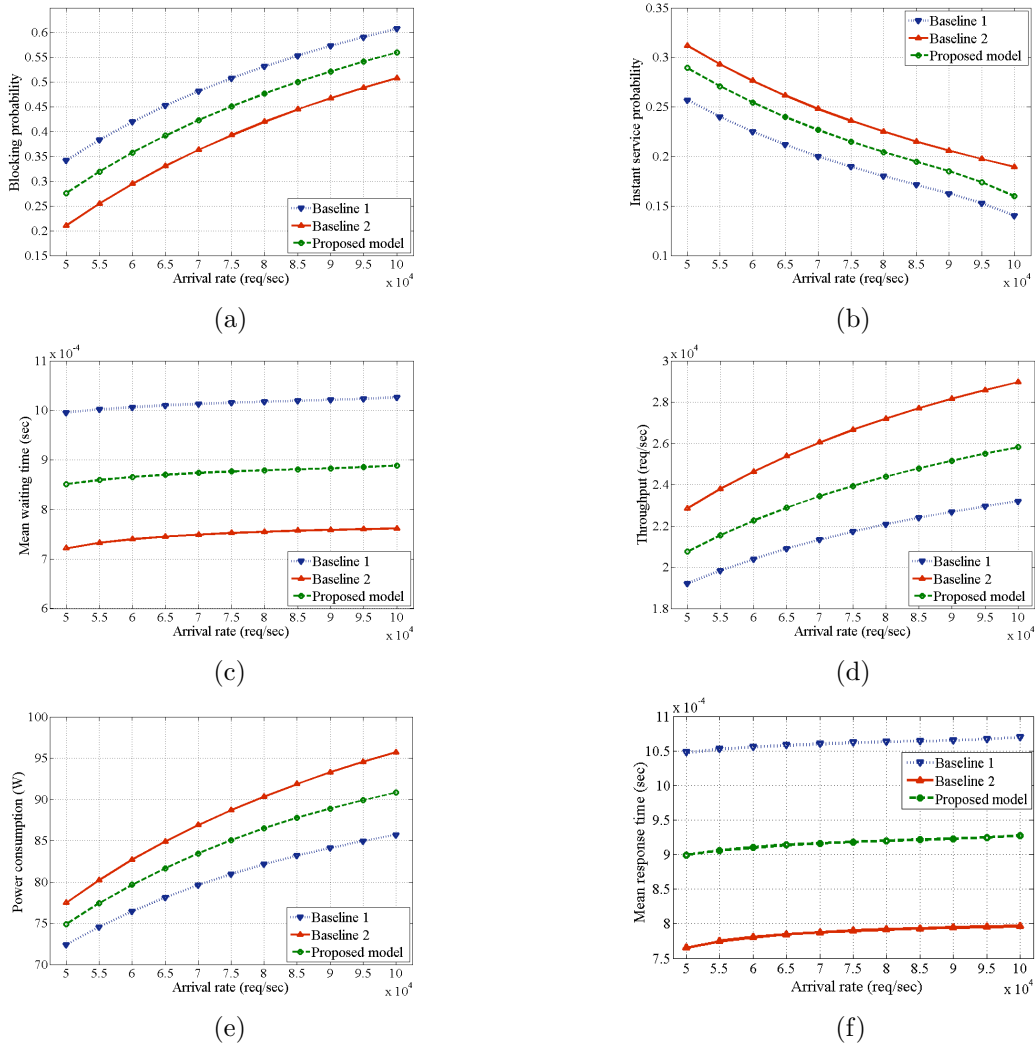 0.6
0.55
0.5
0.45
0.4
0.35
0.3
0.25
0.2
0.15
Blocking probability
Baseline 1
Baseline 2
Proposed model
5 5.5 6 6.5 7 7.5 8 8.5 9 9.5 10
Arrival rate (req/sec)
x 10^4
(a)
0.35
0.3
0.25
0.2
0.15
0.1
Instant service probability
Baseline 1
Baseline 2
Proposed model
5 5.5 6 6.5 7 7.5 8 8.5 9 9.5 10
Arrival rate (req/sec)
x 10^4
(b)
x 10^-4
11
10
9
8
7
6
Mean waiting time (sec)
Baseline 1
Baseline 2
Proposed model
5 5.5 6 6.5 7 7.5 8 8.5 9 9.5 10
Arrival rate (req/sec)
x 10^4
(c)
x 10^4
3
2.8
2.6
2.4
2.2
2
1.8
Throughput (req/sec)
Baseline 1
Baseline 2
Proposed model
5 5.5 6 6.5 7 7.5 8 8.5 9 9.5 10
Arrival rate (req/sec)
x 10^4
(d)
100
95
90
85
80
75
70
Power consumption (W)
Baseline 1
Baseline 2
Proposed model
5 5.5 6 6.5 7 7.5 8 8.5 9 9.5 10
Arrival rate (req/sec)
x 10^4
(e)
x 10^-4
11
10.5
10
9.5
9
8.5
8
7.5
Mean response time (sec)
Baseline 1
Baseline 2
Proposed model
5 5.5 6 6.5 7 7.5 8 8.5 9 9.5 10
Arrival rate (req/sec)
x 10^4
(f)